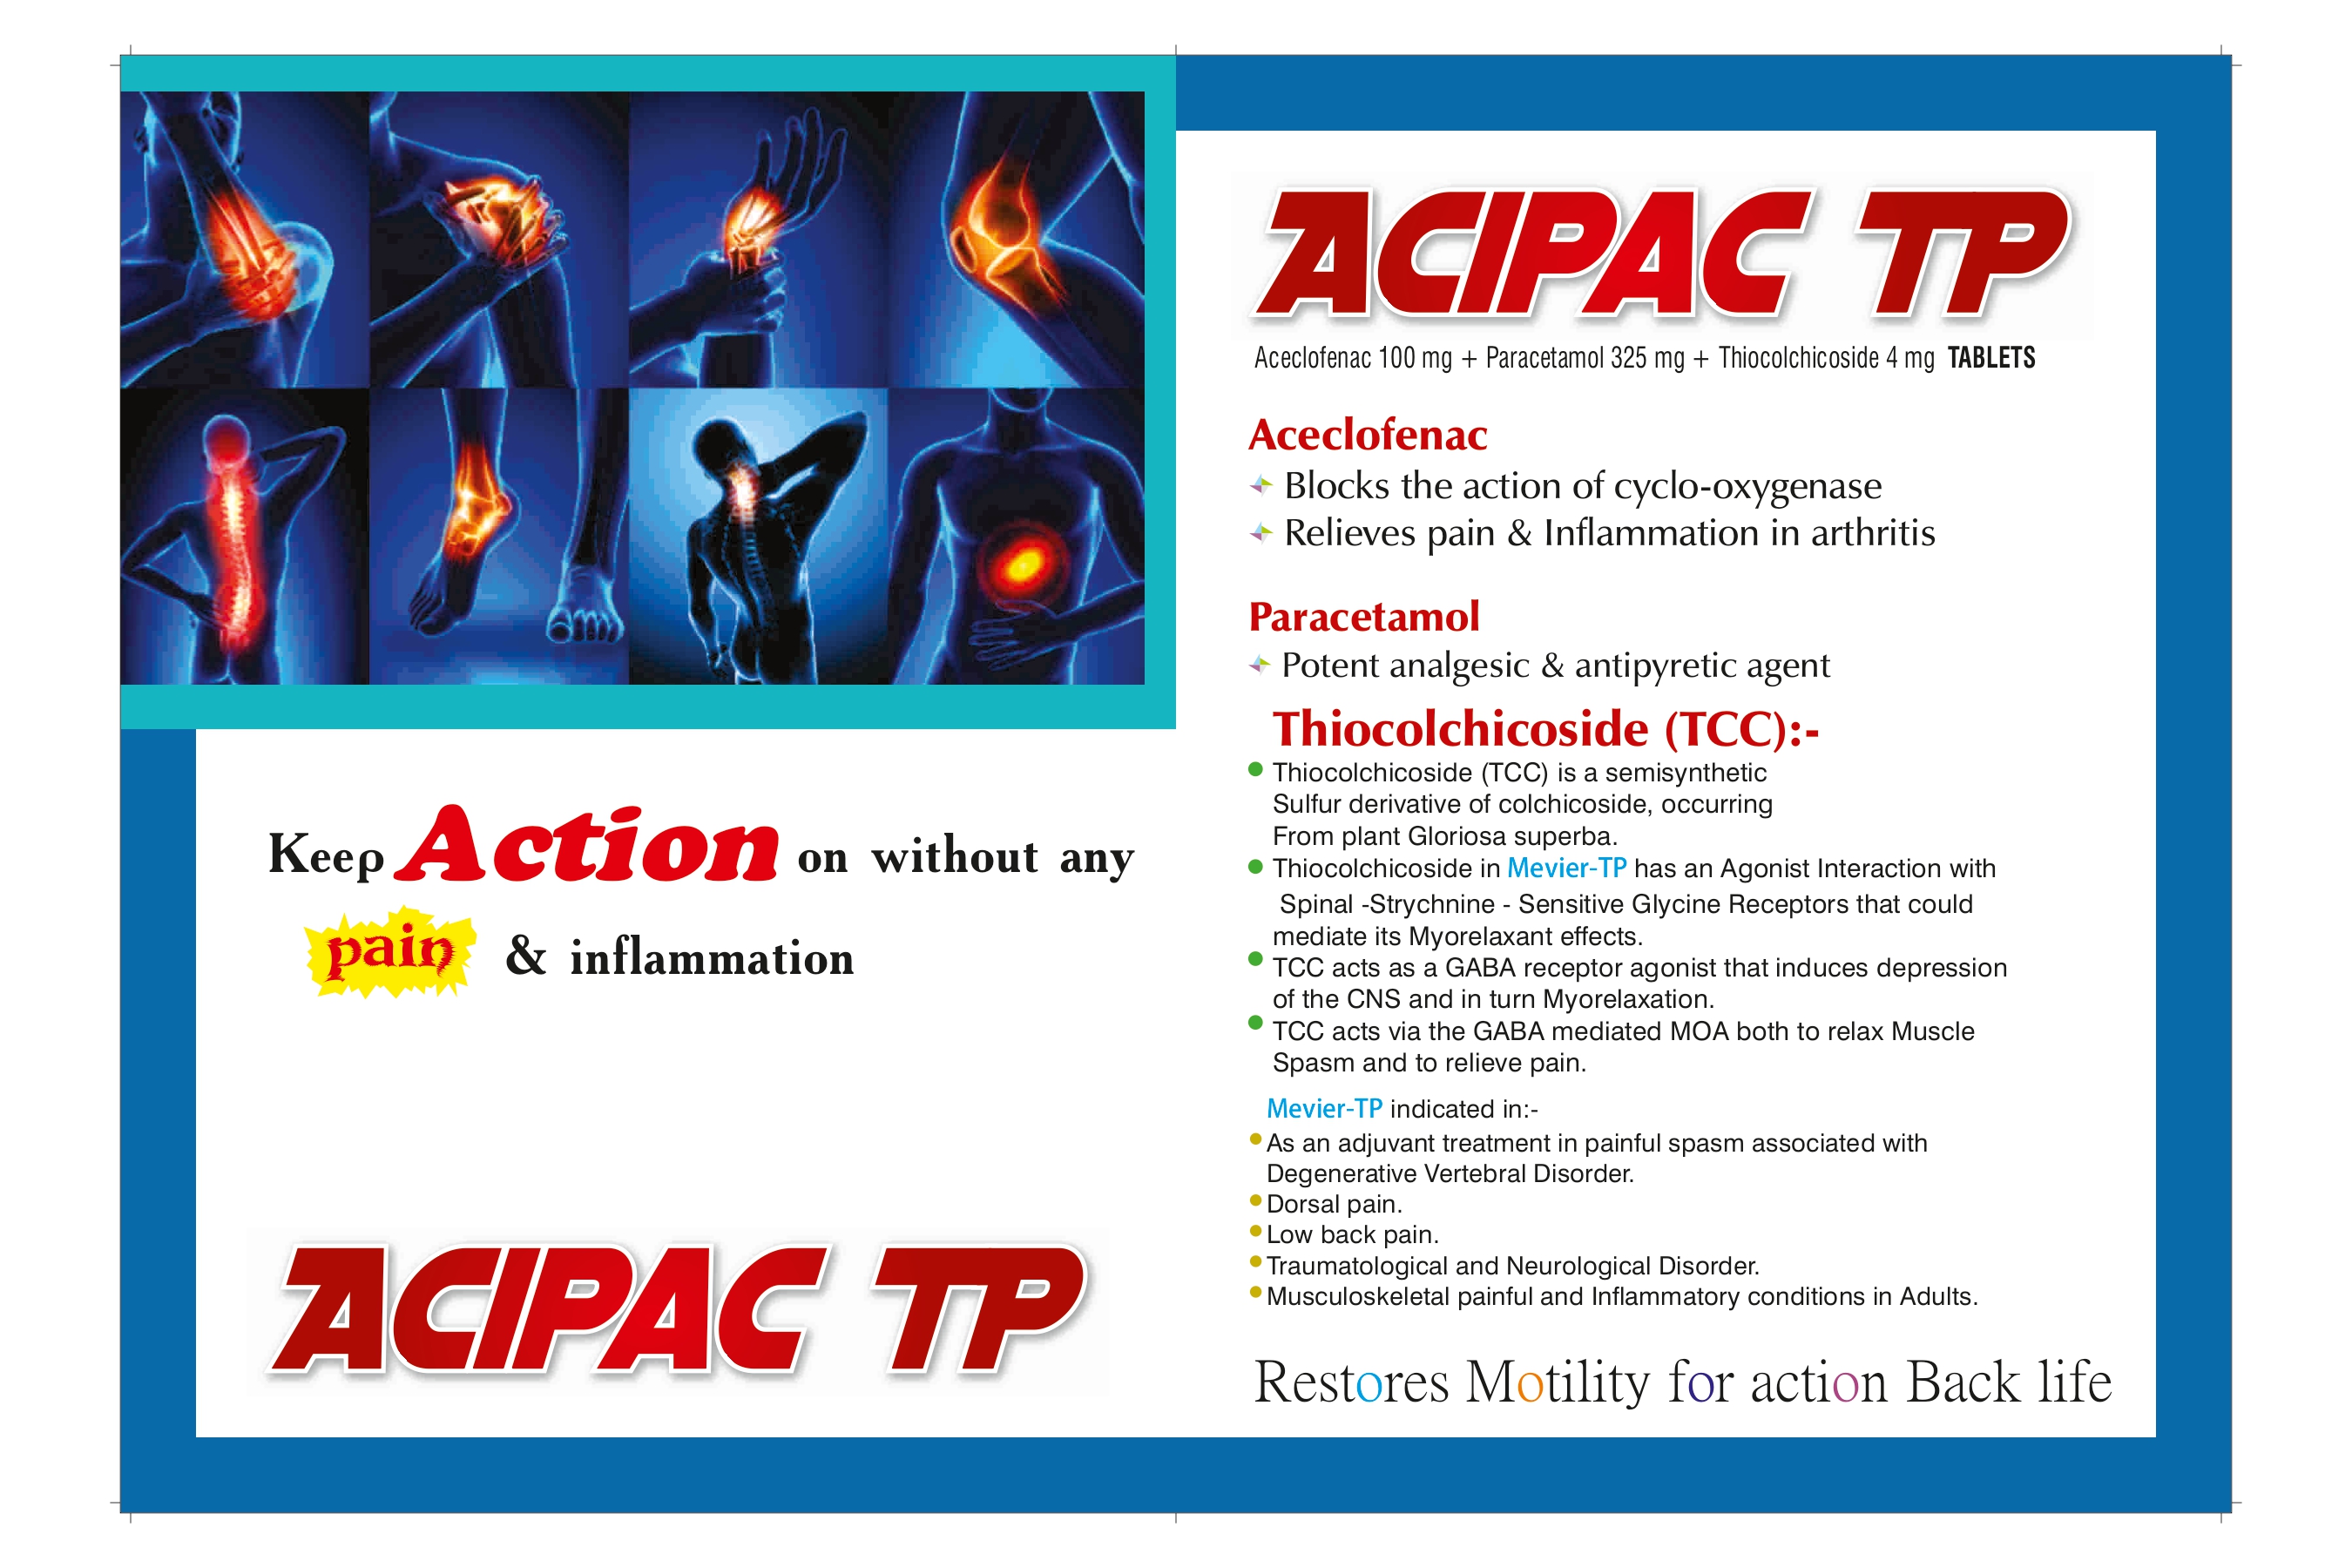 Keep Action on without any
pain & inflammation
ACIPAC TP
ACIPAC TP
Aceclofenac 100 mg + Paracetamol 325 mg + Thiocolchicoside 4 mg TABLETS
Aceclofenac
Blocks the action of cyclo-oxygenase
Relieves pain & Inflammation in arthritis
Paracetamol
Potent analgesic & antipyretic agent
Thiocolchicoside (TCC):-
Thiocolchicoside (TCC) is a semisynthetic
Sulfur derivative of colchicoside, occurring
From plant Gloriosa superba.
Thiocolchicoside in Mevier-TP has an Agonist Interaction with
Spinal -Strychnine - Sensitive Glycine Receptors that could
mediate its Myorelaxant effects.
TCC acts as a GABA receptor agonist that induces depression
of the CNS and in turn Myorelaxation.
TCC acts via the GABA mediated MOA both to relax Muscle
Spasm and to relieve pain.
Mevier-TP indicated in:-
As an adjuvant treatment in painful spasm associated with
Degenerative Vertebral Disorder.
Dorsal pain.
Low back pain.
Traumatological and Neurological Disorder.
Musculoskeletal painful and Inflammatory conditions in Adults.
Restores Motility for action Back life